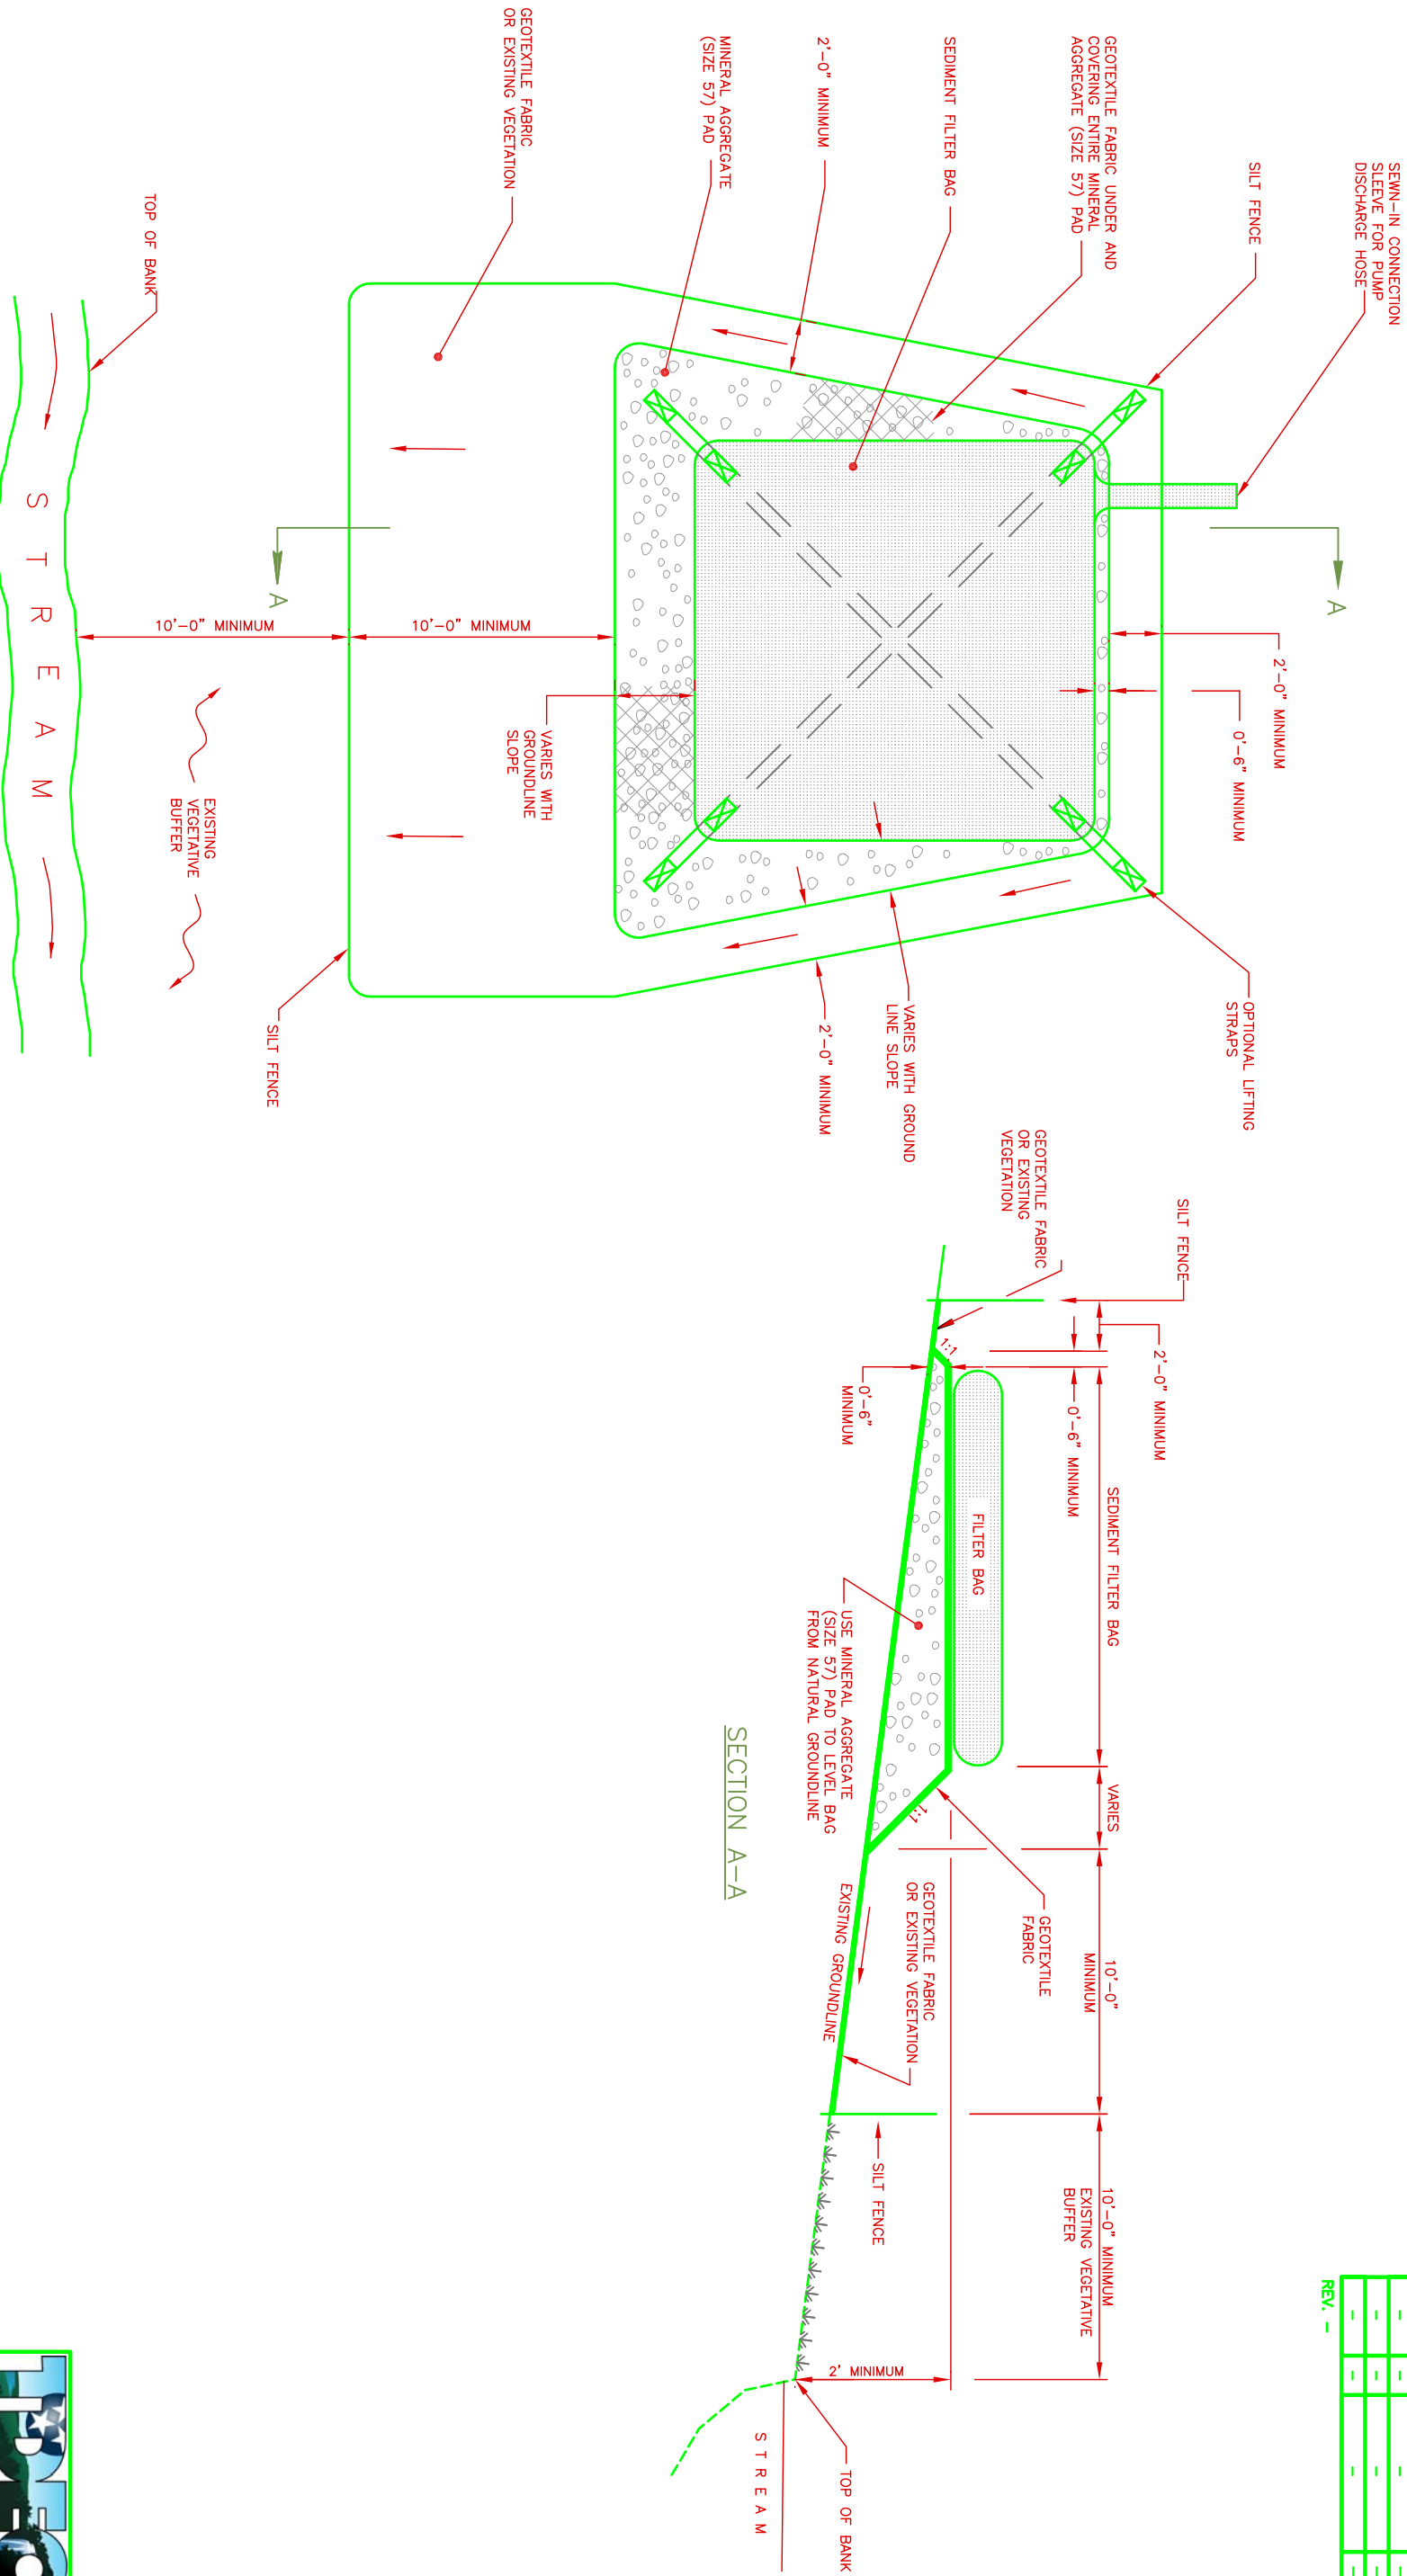 SEWN-IN CONNECTION
SLEEVE FOR PUMP
DISCHARGE HOSE
SILT FENCE
GEOTEXTILE FABRIC UNDER AND
COVERING ENTIRE MINERAL
AGGREGATE (SIZE 57) PAD
SEDIMENT FILTER BAG
2'-0" MINIMUM
MINERAL AGGREGATE
(SIZE 57) PAD
GEOTEXTILE FABRIC
OR EXISTING VEGETATION
TOP OF BANK
STREAM
A
A
10'-0" MINIMUM
10'-0" MINIMUM
2'-0" MINIMUM
0'-6" MINIMUM
VARIES WITH
GROUNDLINE
SLOPE
EXISTING
VEGETATIVE
BUFFER
OPTIONAL LIFTING
STRAPS
VARIES WITH GROUND
LINE SLOPE
2'-0" MINIMUM
SILT FENCE
SILT FENCE
GEOTEXTILE FABRIC
OR EXISTING
VEGETATION
2'-0" MINIMUM
0'-6" MINIMUM
SEDIMENT FILTER BAG
VARIES
10'-0"
MINIMUM
10'-0" MINIMUM
EXISTING VEGETATIVE
BUFFER
1:1
0'-6"
MINIMUM
FILTER BAG
USE MINERAL AGGREGATE
(SIZE 57) PAD TO LEVEL BAG
FROM NATURAL GROUNDLINE
1:1
GEOTEXTILE
FABRIC
GEOTEXTILE FABRIC
OR EXISTING VEGETATION
EXISTING GROUNDLINE
SILT FENCE
2' MINIMUM
TOP OF BANK
STREAM
SECTION A-A
REV. -